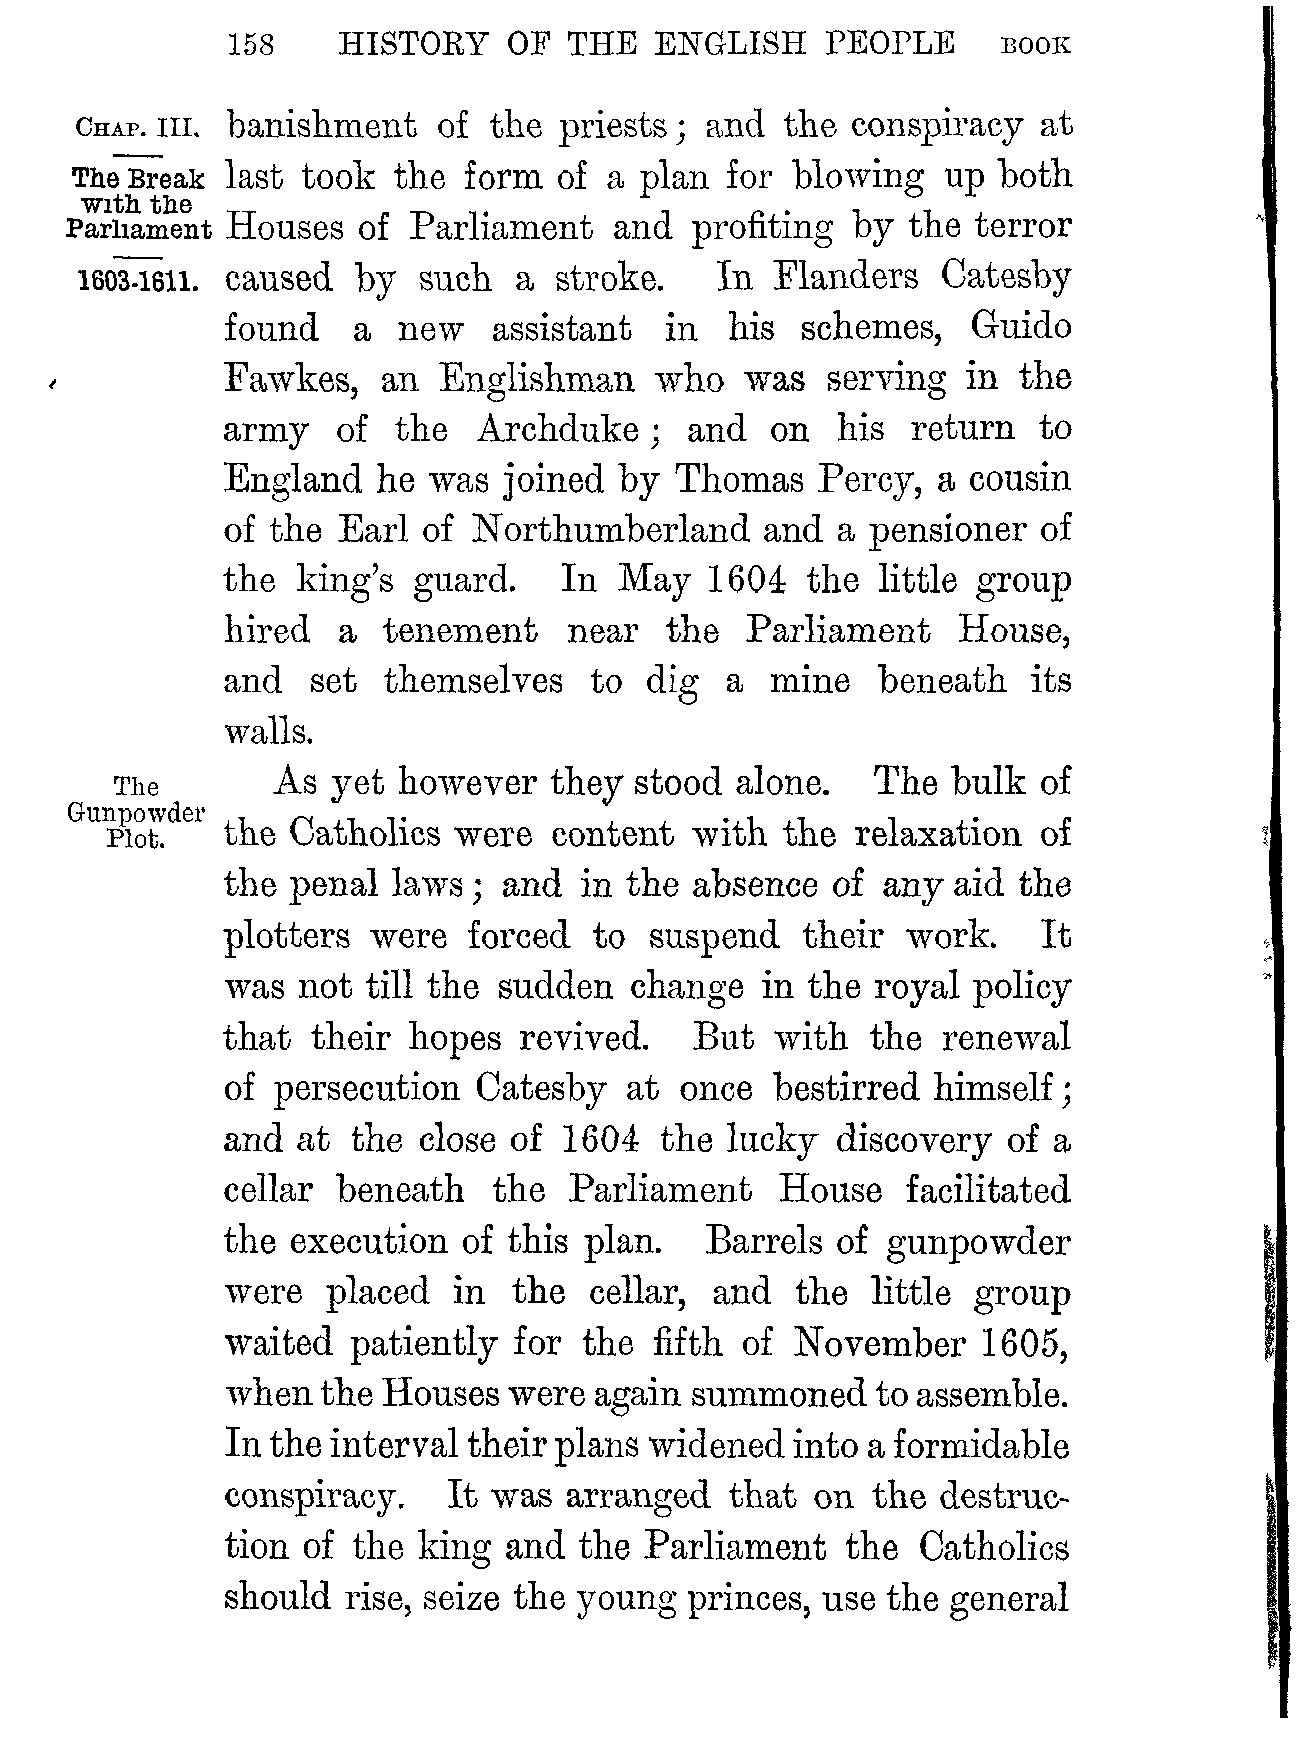 158 HISTORY OF THE ENGLISH PEOPLE BOOK
CHAP. III.
The Break
with the
Parliament
1603-1611.
banishment of the priests; and the conspiracy at
last took the form of a plan for blowing up both
Houses of Parliament and profiting by the terror
caused by such a stroke. In Flanders Catesby
found a new assistant in his schemes, Guido
Fawkes, an Englishman who was serving in the
army of the Archduke; and on his return to
England he was joined by Thomas Percy, a cousin
of the Earl of Northumberland and a pensioner of
the king's guard. In May 1604 the little group
hired a tenement near the Parliament House,
and set themselves to dig a mine beneath its
walls.
The
Gunpowder
Plot.
As yet however they stood alone. The bulk of
the Catholics were content with the relaxation of
the penal laws; and in the absence of any aid the
plotters were forced to suspend their work. It
was not till the sudden change in the royal policy
that their hopes revived. But with the renewal
of persecution Catesby at once bestirred himself;
and at the close of 1604 the lucky discovery of a
cellar beneath the Parliament House facilitated
the execution of this plan. Barrels of gunpowder
were placed in the cellar, and the little group
waited patiently for the fifth of November 1605,
when the Houses were again summoned to assemble.
In the interval their plans widened into a formidable
conspiracy. It was arranged that on the destruc-
tion of the king and the Parliament the Catholics
should rise, seize the young princes, use the general